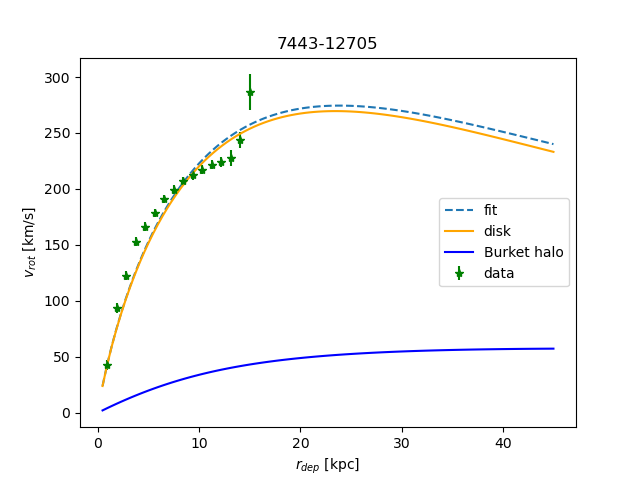 7443-12705
300
250
200
150
100
50
0
v_rot [km/s]
fit
disk
Burket halo
data
0 10 20 30 40
r_dep [kpc]